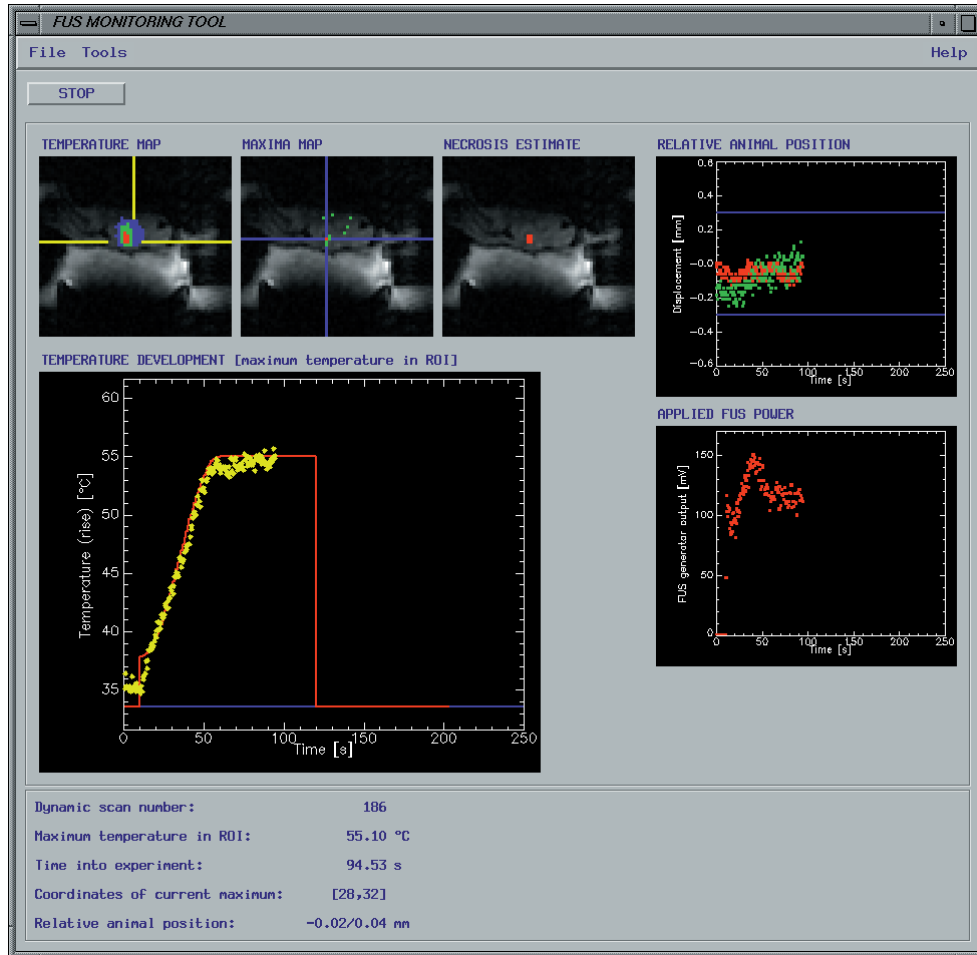 FUS MONITORING TOOL
File Tools Help
STOP
TEMPERATURE MAP MAXIMA MAP NECROSIS ESTIMATE RELATIVE ANIMAL POSITION
0.6
0.4
0.2
-0.0
-0.2
-0.4
-0.6
Displacement [mm]
0 50 100 150 200 250
Time [s]
TEMPERATURE DEVELOPMENT [maximum temperature in ROI]
60
55
50
45
40
35
Temperature (rise) [°C]
0 50 100 150 200 250
Time [s]
APPLIED FUS POWER
150
100
50
0
FUS generator output [mV]
0 50 100 150 200 250
Time [s]
Dynamic scan number: 186
Maximum temperature in ROI: 55.10 °C
Time into experiment: 94.53 s
Coordinates of current maximum: [28,32]
Relative animal position: -0.02/0.04 mm